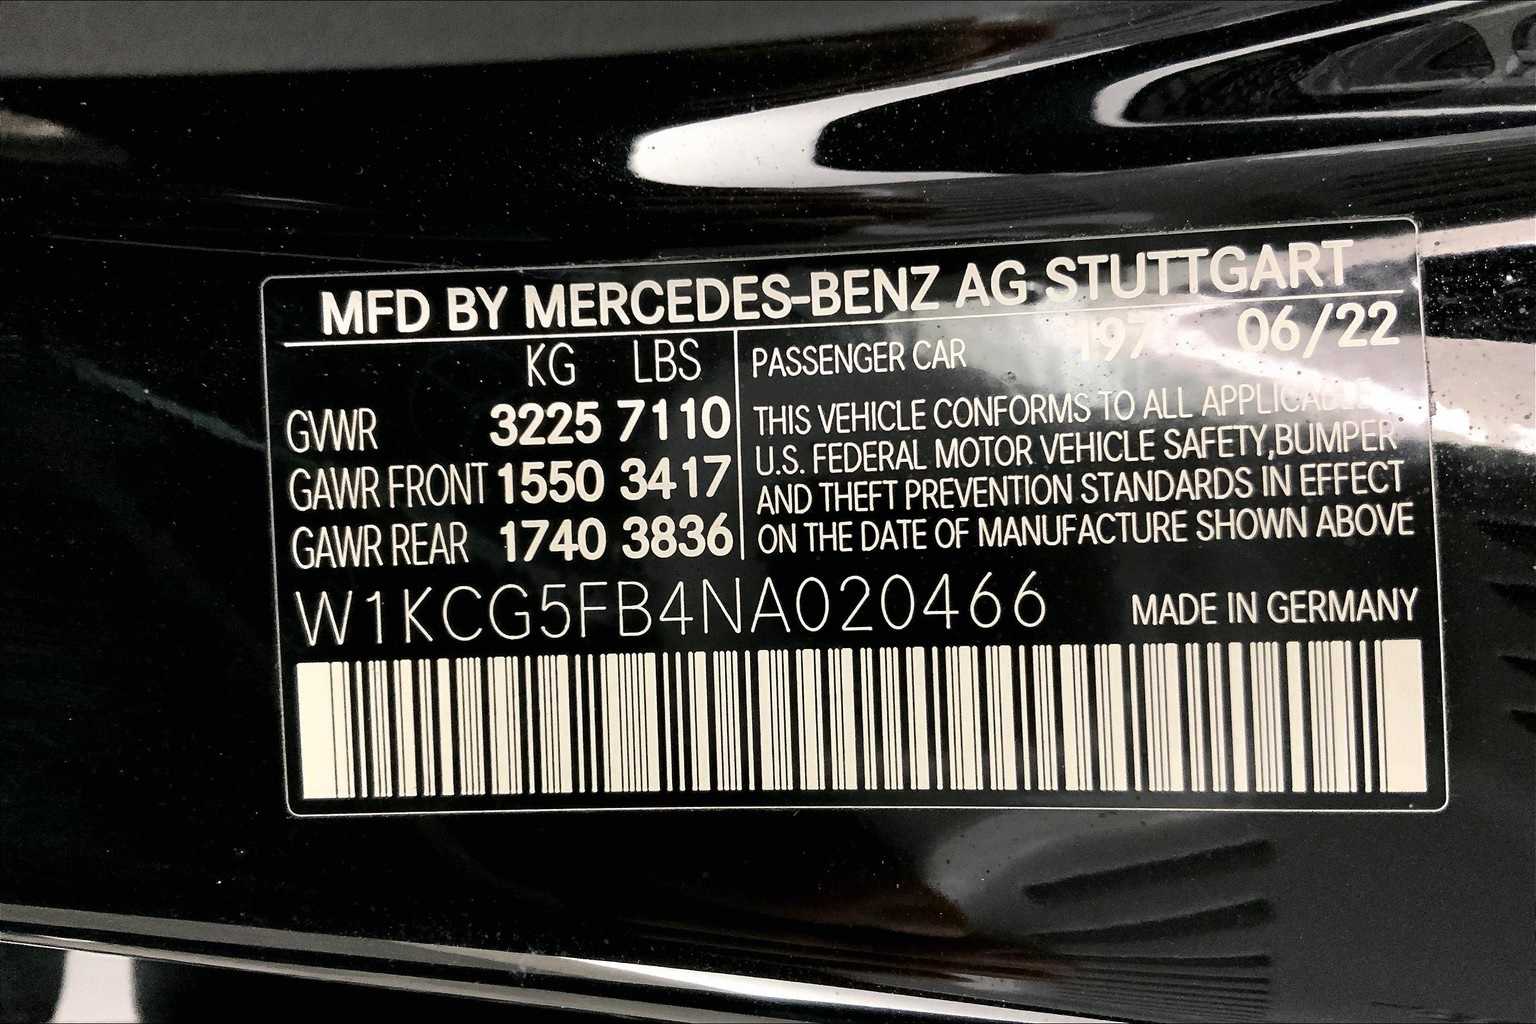 MFD BY MERCEDES-BENZ AG STUTTGART
KG LBS
GVWR 3225 7110
GAWR FRONT 1550 3417
GAWR REAR 1740 3836
PASSENGER CAR 197 06/22
THIS VEHICLE CONFORMS TO ALL APPLICABLE
U.S. FEDERAL MOTOR VEHICLE SAFETY,BUMPER
AND THEFT PREVENTION STANDARDS IN EFFECT
ON THE DATE OF MANUFACTURE SHOWN ABOVE
W1KCG5FB4NA020466
MADE IN GERMANY